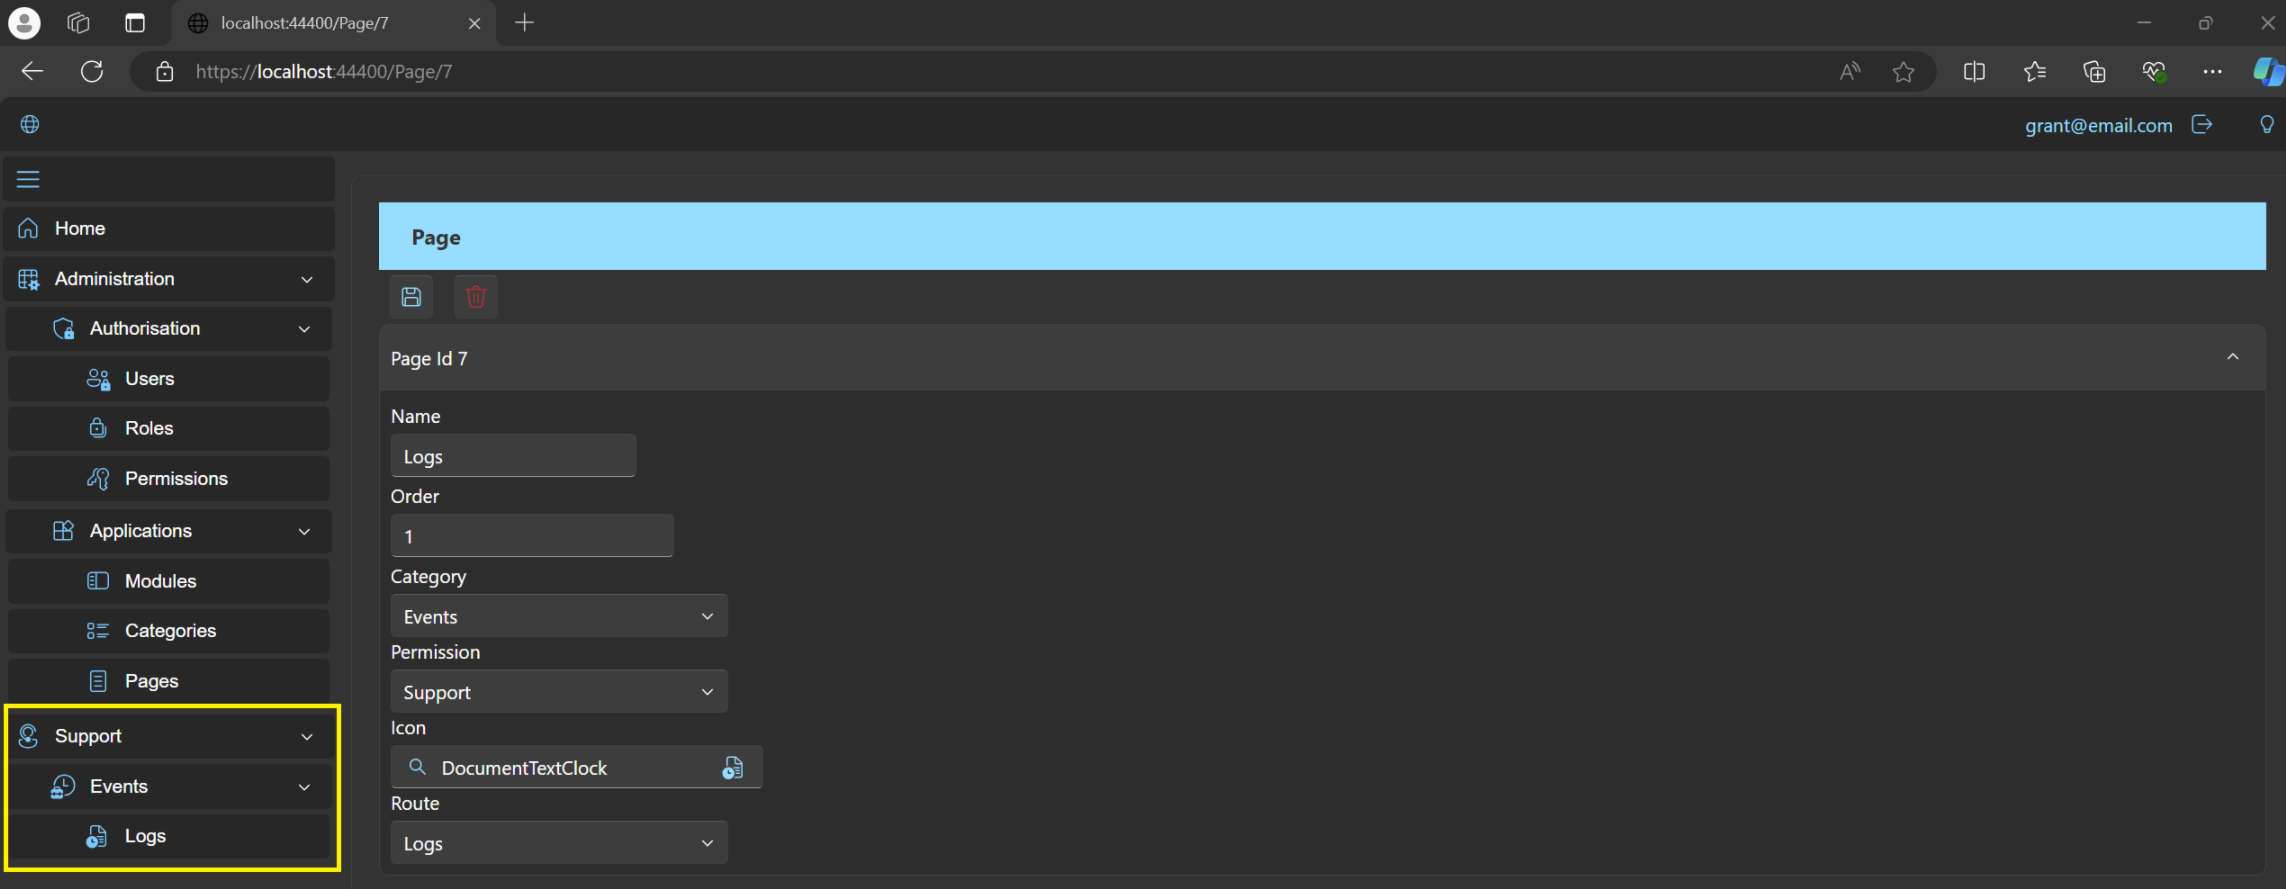 localhost:44400/Page/7
https://localhost:44400/Page/7
grant@email.com
Home
Administration
Authorisation
Users
Roles
Permissions
Applications
Modules
Categories
Pages
Support
Events
Logs
Page
Page Id 7
Name
Logs
Order
1
Category
Events
Permission
Support
Icon
DocumentTextClock
Route
Logs